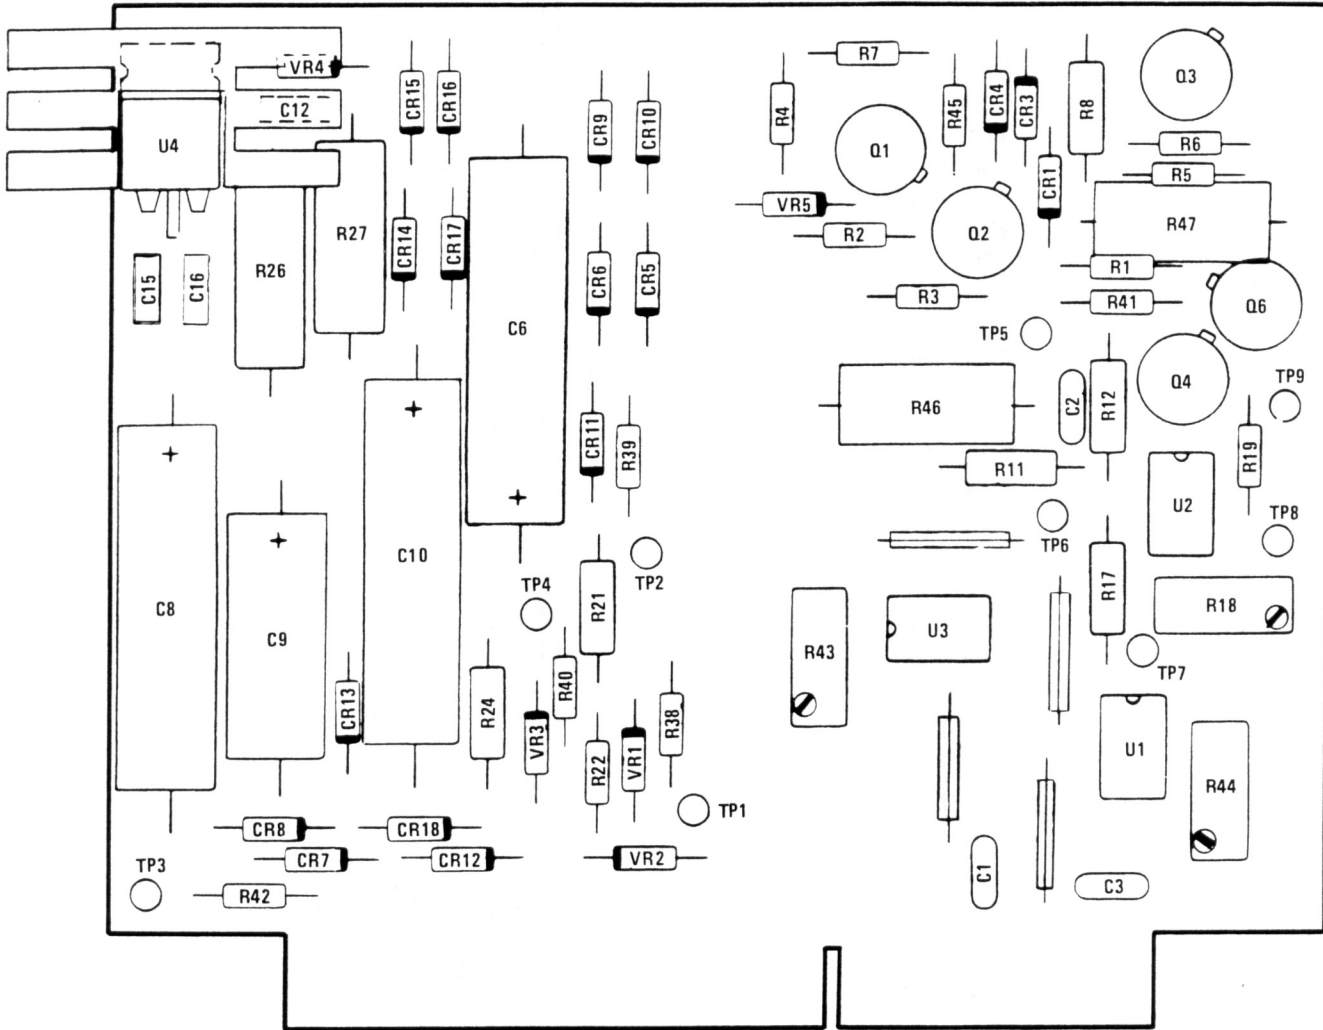 VR4
CR15
CR16
R7
Q3
C12
CR9
CR10
R4
R45
CR4
CR3
R8
U4
Q1
R6
R5
CR1
VR5
R47
R27
CR14
CR17
R2
Q2
R26
C15
C16
CR6
CR5
R1
R3
R41
Q6
C6
TP5
Q4
TP9
R46
C2
R12
CR11
R39
R19
R11
U2
TP8
TP6
C10
TP4
TP2
R21
R17
R18
C8
C9
R43
U3
TP7
CR13
R24
R40
VR3
R38
R22
VR1
U1
R44
TP1
CR8
CR18
CR7
CR12
VR2
TP3
R42
C1
C3